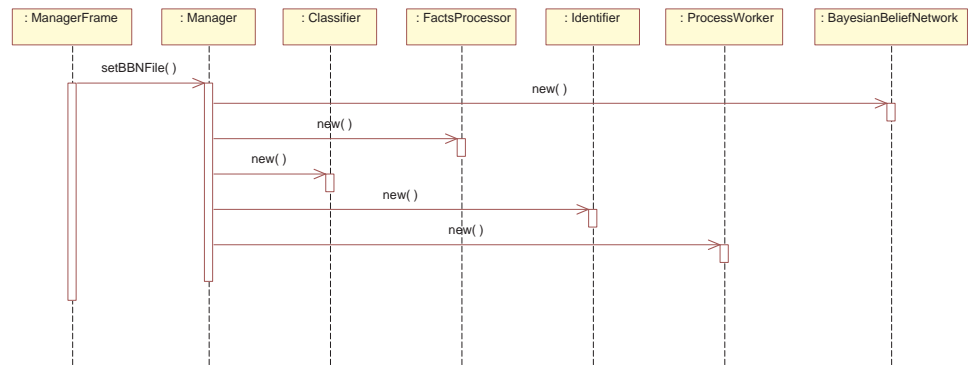 : ManagerFrame
: Manager
: Classifier
: FactsProcessor
: Identifier
: ProcessWorker
: BayesianBeliefNetwork
setBBNFile( )
new( )
new( )
new( )
new( )
new( )